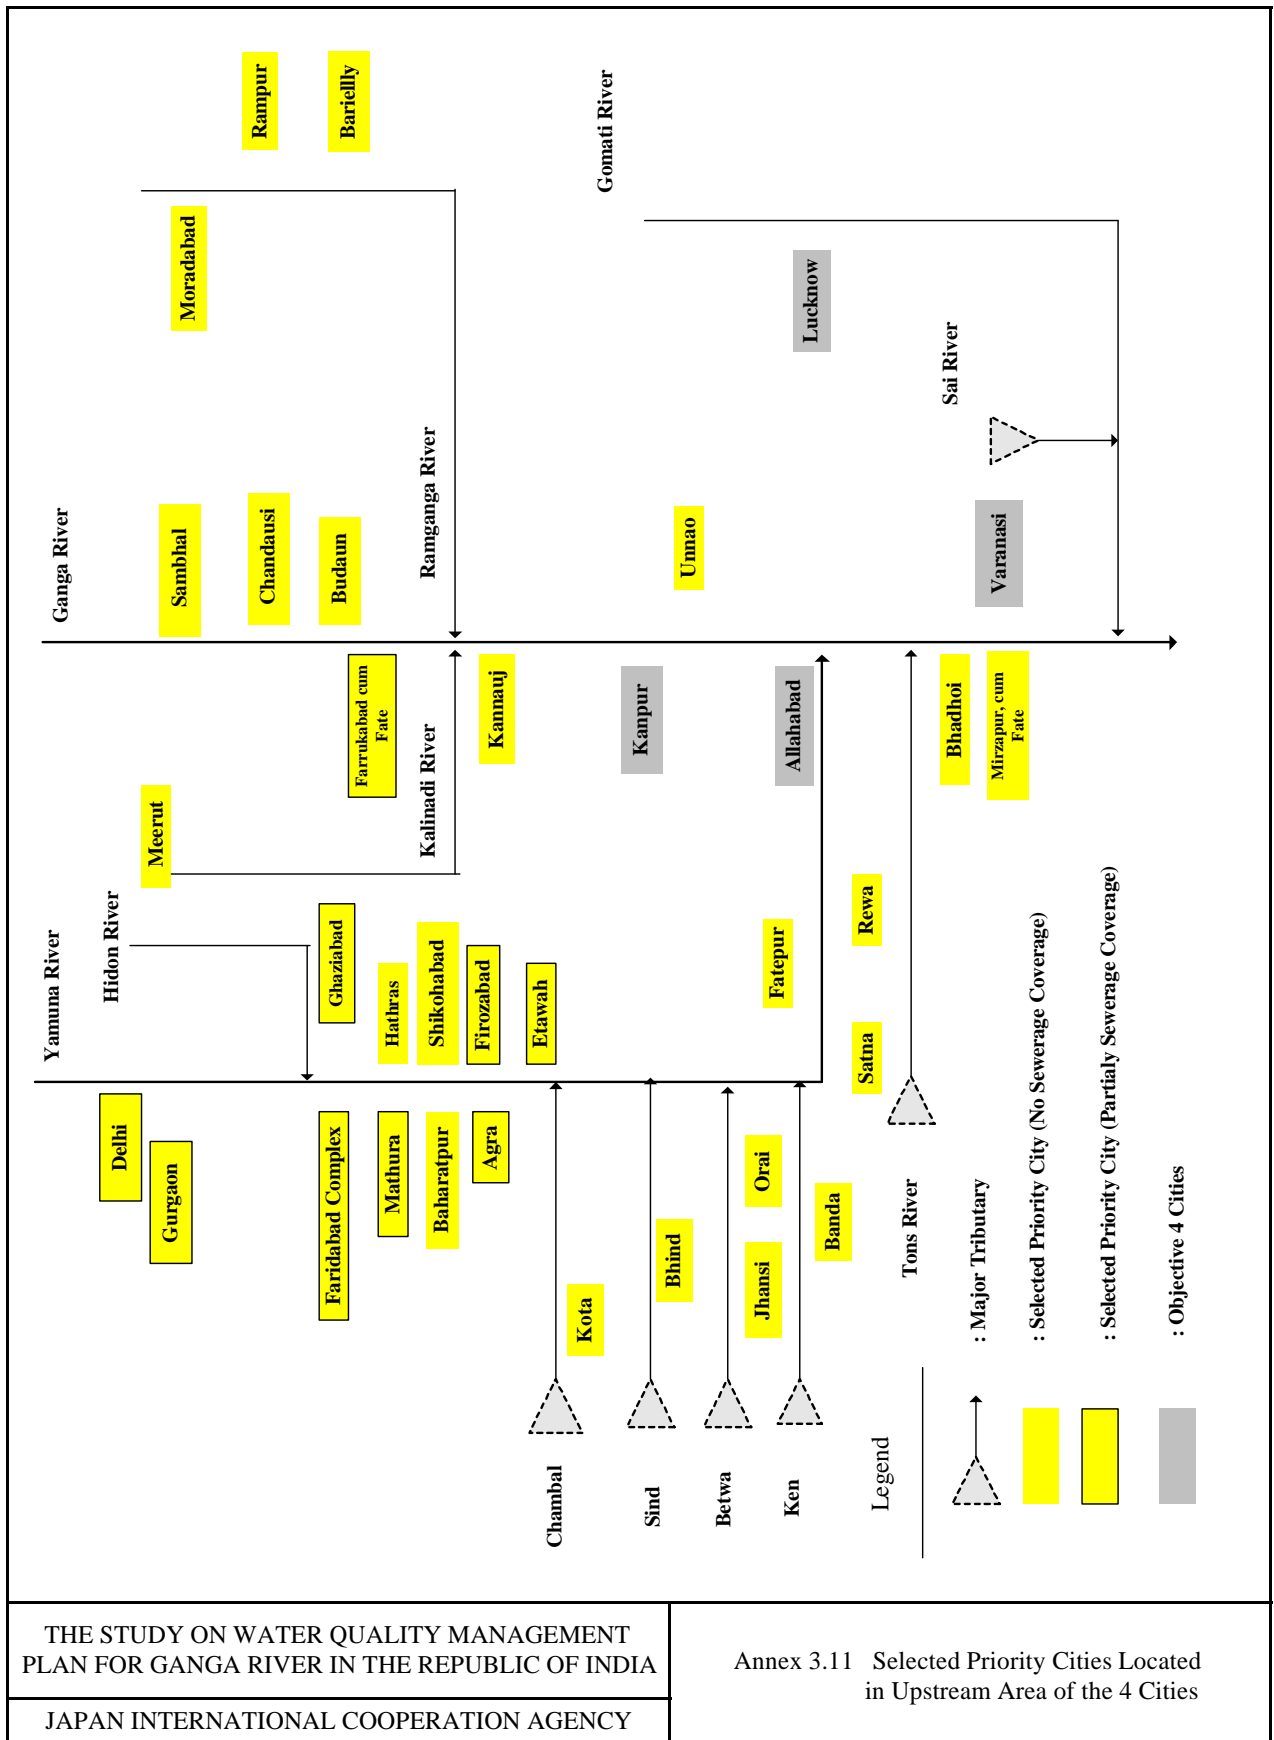 Rampur
Barielly
Moradabad
Gomati River
Lucknow
Sai River
Ganga River
Sambhal
Chandausi
Budaun
Ramganga River
Unnao
Varanasi
Farrukabad cum
Fate
Kannauj
Kanpur
Allahabad
Bhadhoi
Mirzapur, cum
Fate
Meerut
Kalinadi River
Yamuna River
Hidon River
Ghaziabad
Hathras
Shikohabad
Firozabad
Etawah
Fatepur
Rewa
Satna
Delhi
Gurgaon
Faridabad Complex
Mathura
Baharatpur
Agra
Kota
Bhind
Orai
Jhansi
Banda
Tons River
Chambal
Sind
Betwa
Ken
Legend
: Major Tributary
: Selected Priority City (No Sewerage Coverage)
: Selected Priority City (Partialy Sewerage Coverage)
: Objective 4 Cities
THE STUDY ON WATER QUALITY MANAGEMENT
PLAN FOR GANGA RIVER IN THE REPUBLIC OF INDIA
JAPAN INTERNATIONAL COOPERATION AGENCY
Annex 3.11 Selected Priority Cities Located
in Upstream Area of the 4 Cities